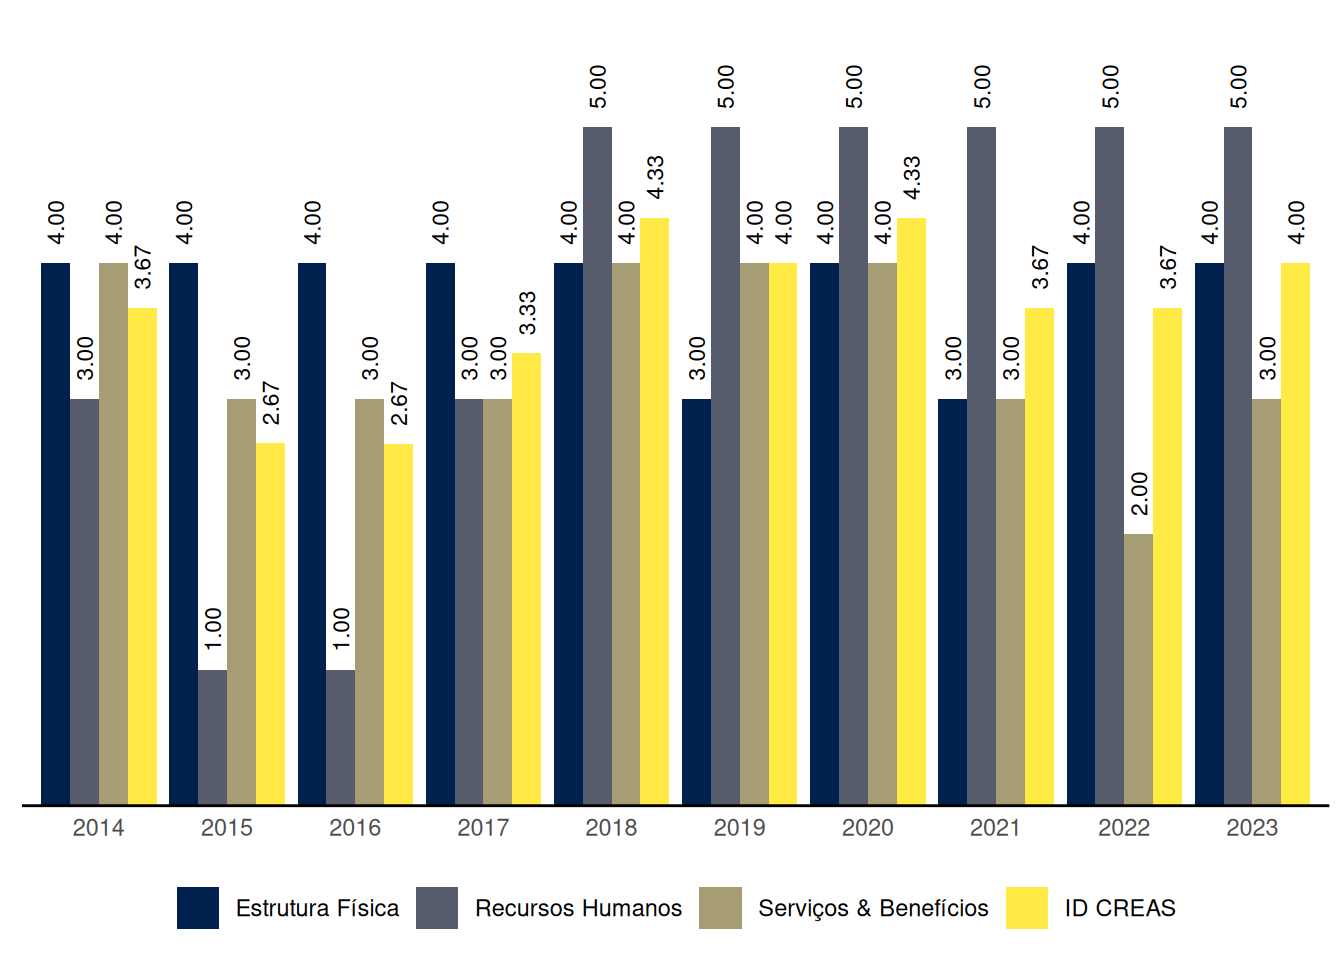 5.00 5.00 5.00 5.00 5.00 5.00
4.33 4.33
4.00 4.00 4.00 4.00 4.00 4.00 4.00 4.00 4.00 4.00 4.00 4.00 4.00 4.00
3.67 3.67 3.67
3.33
3.00 3.00 3.00 3.00 3.00 3.00 3.00 3.00 3.00
2.67 2.67
2.00
1.00 1.00
2014 2015 2016 2017 2018 2019 2020 2021 2022 2023
Estrutura Física Recursos Humanos Serviços & Benefícios ID CREAS